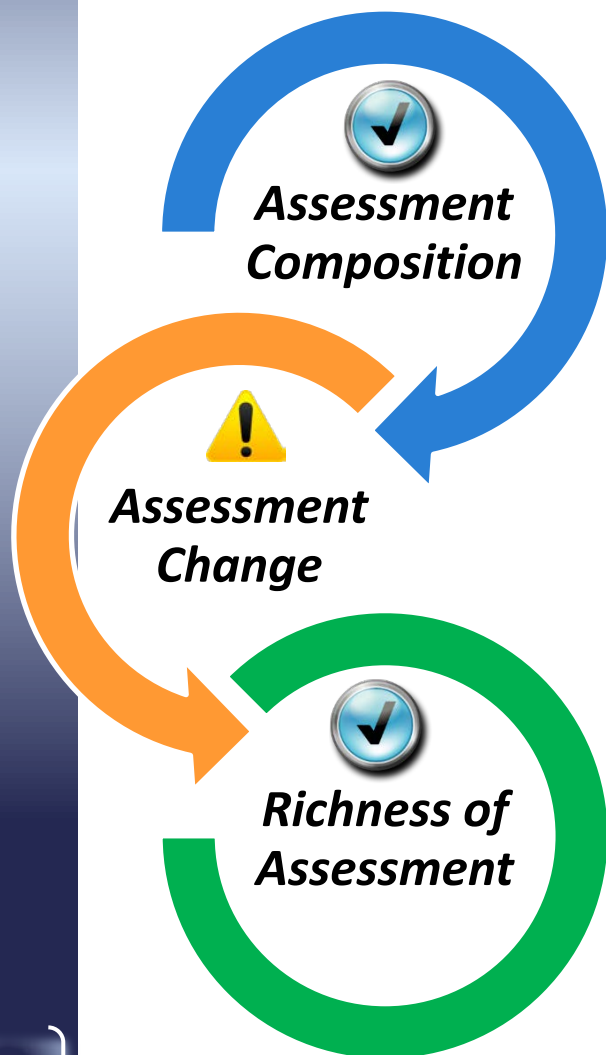 Assessment
Composition
Assessment
Change
Richness of
Assessment